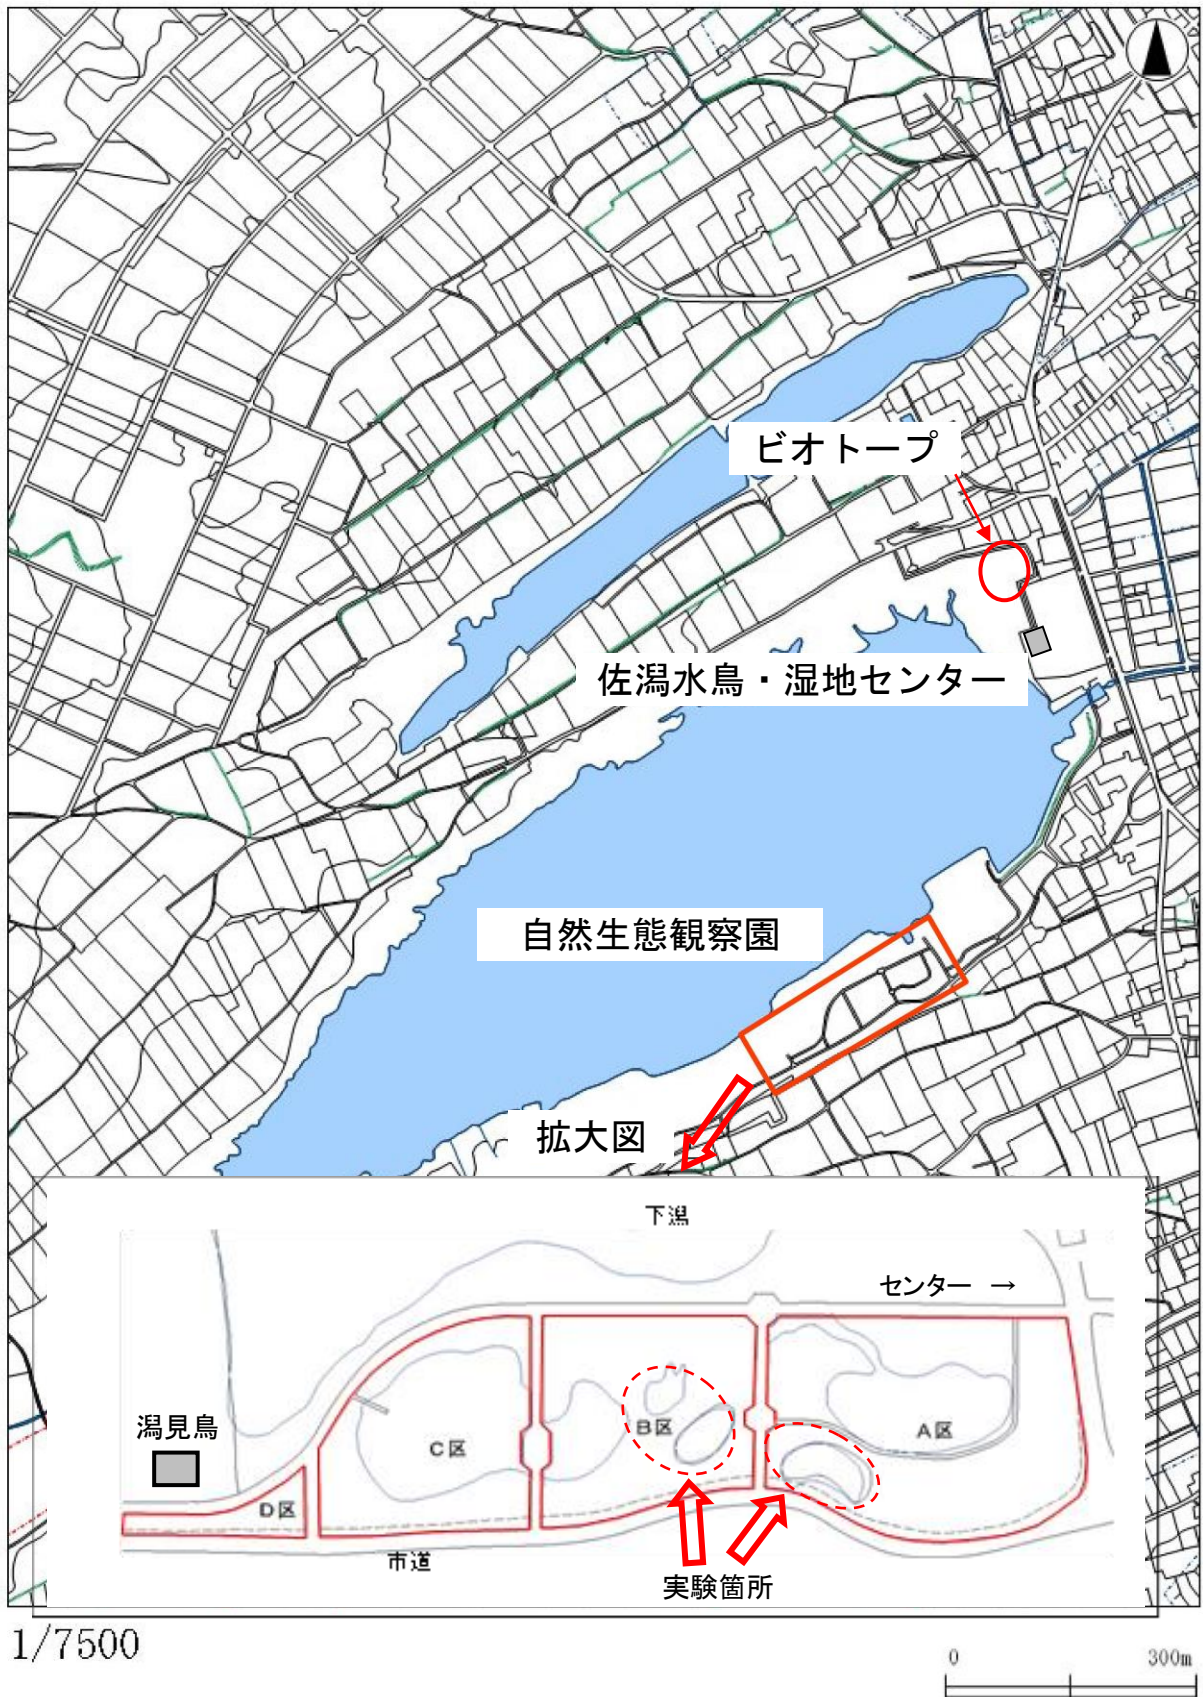 ビオトープ
佐潟水鳥・湿地センター
自然生態観察園
拡大図
下潟
センター →
潟見鳥
C区
B区
A区
D区
市道
実験箇所
1/7500
0 300m